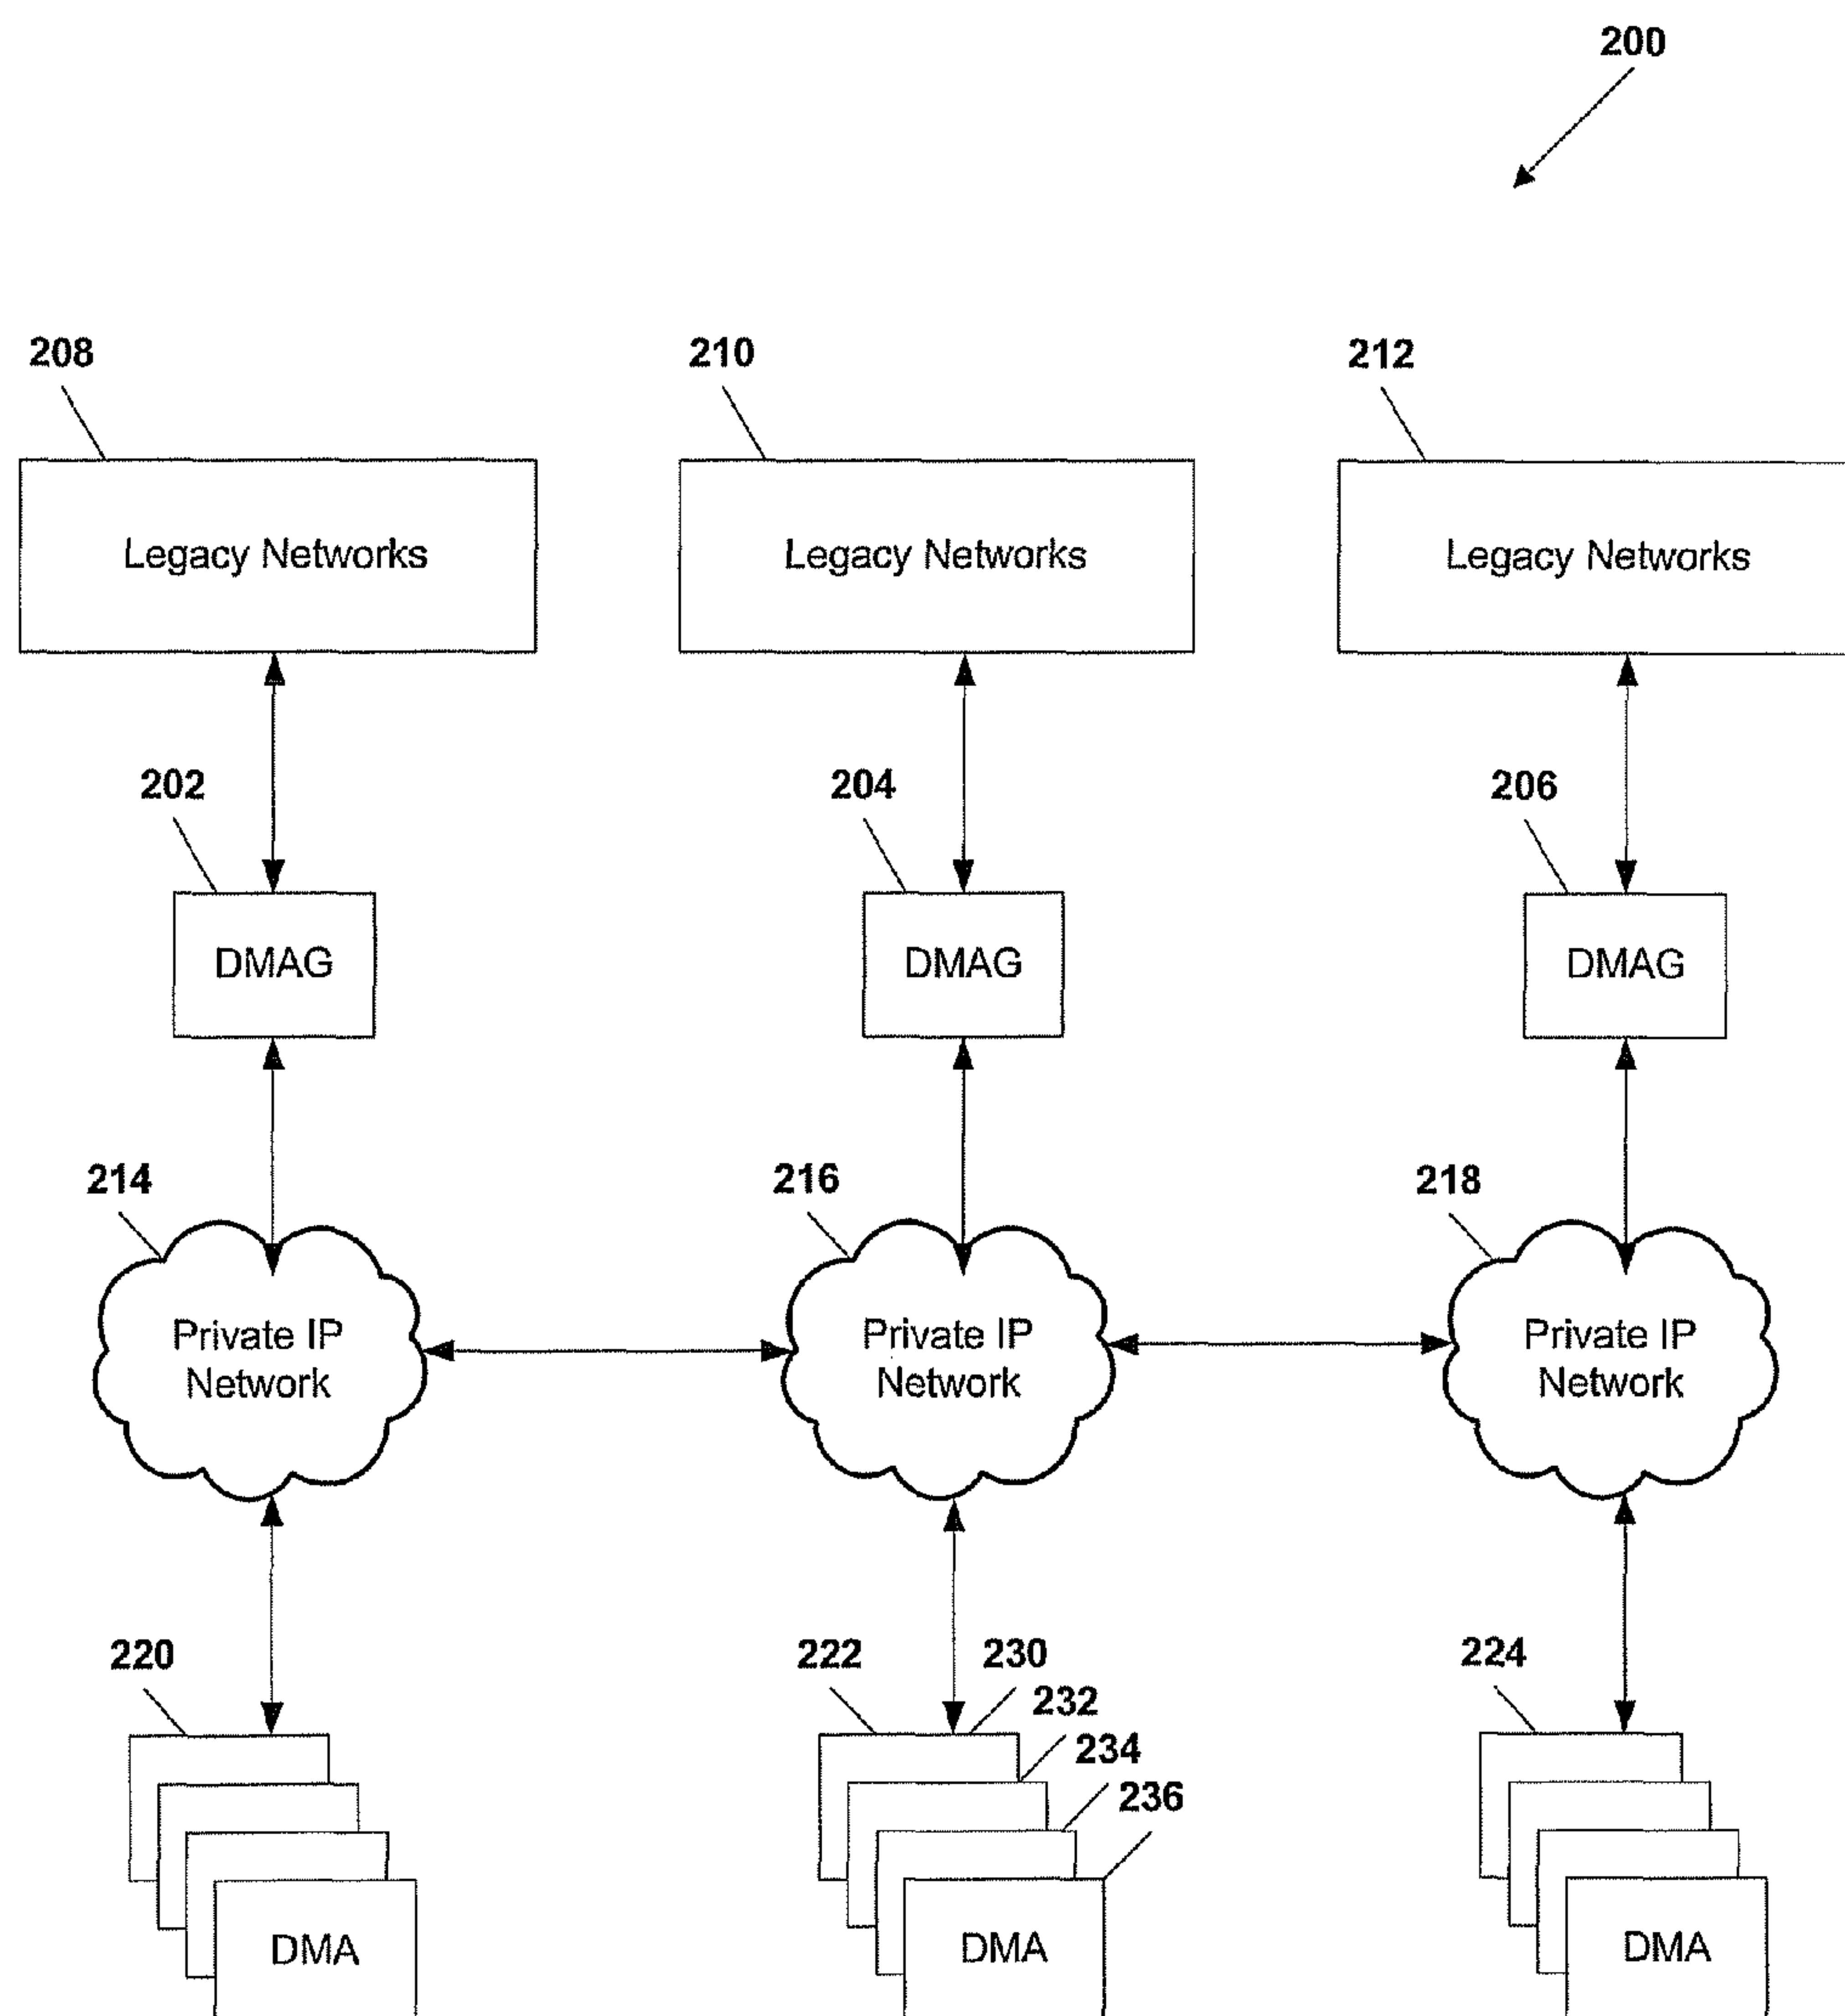 200
208
210
212
Legacy Networks
Legacy Networks
Legacy Networks
202
204
206
DMAG
DMAG
DMAG
214
216
218
Private IP
Network
Private IP
Network
Private IP
Network
220
222
230
224
232
234
236
DMA
DMA
DMA